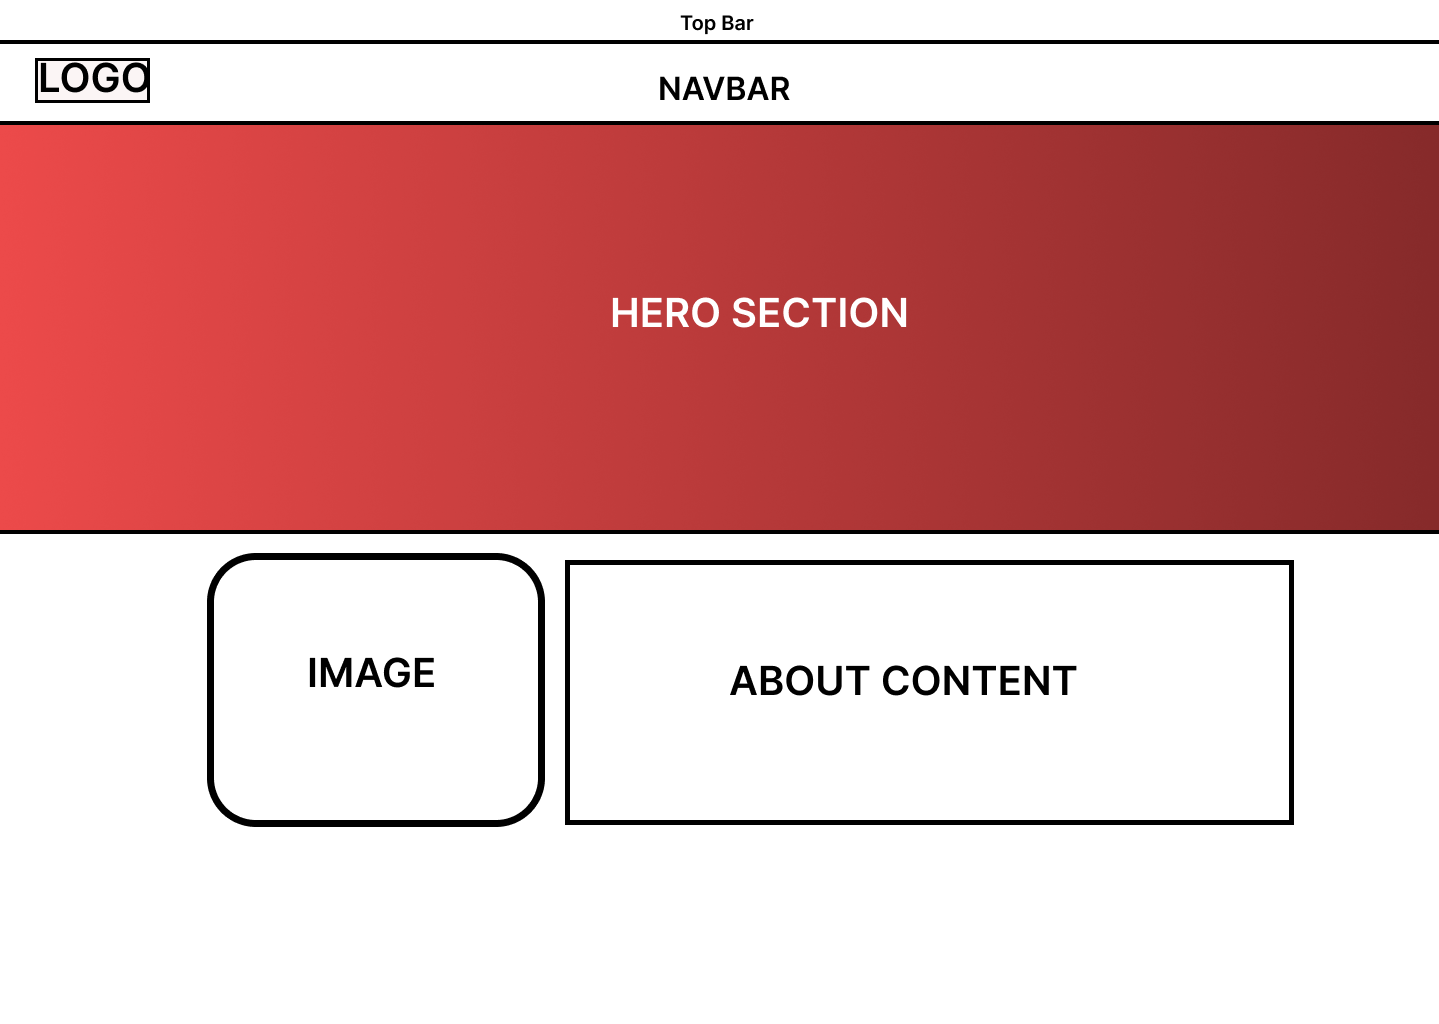 Top Bar
LOGO
NAVBAR
HERO SECTION
IMAGE
ABOUT CONTENT